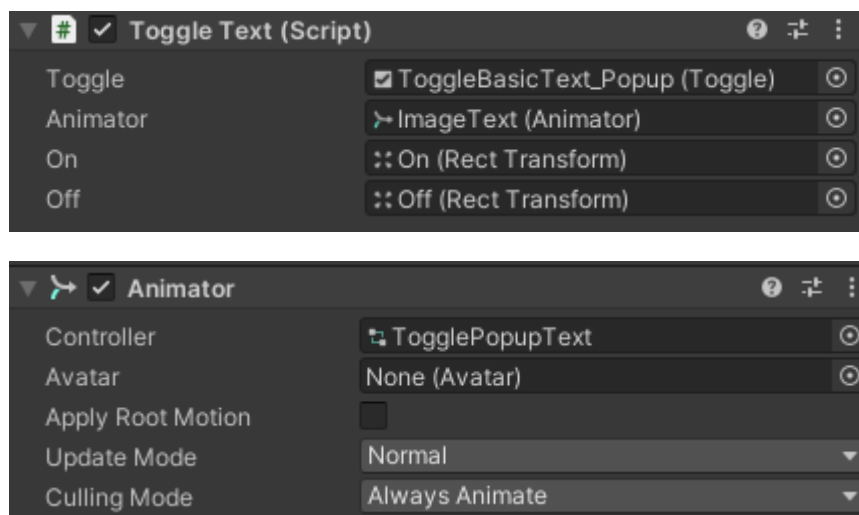 Toggle Text (Script)
Toggle ToggleBasicText_Popup (Toggle)
Animator ImageText (Animator)
On On (Rect Transform)
Off Off (Rect Transform)
Animator
Controller TogglePopupText
Avatar None (Avatar)
Apply Root Motion
Update Mode Normal
Culling Mode Always Animate